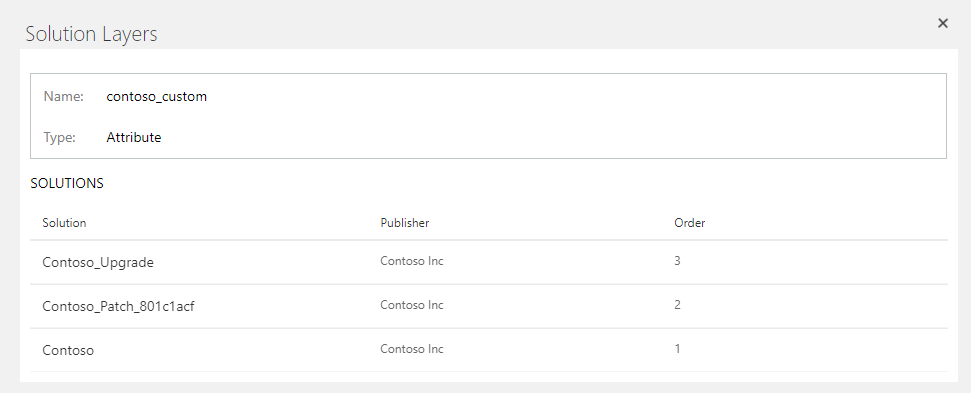 Solution Layers
Name: contoso_custom
Type: Attribute
SOLUTIONS
Solution Publisher Order
Contoso_Upgrade Contoso Inc 3
Contoso_Patch_801c1acf Contoso Inc 2
Contoso Contoso Inc 1